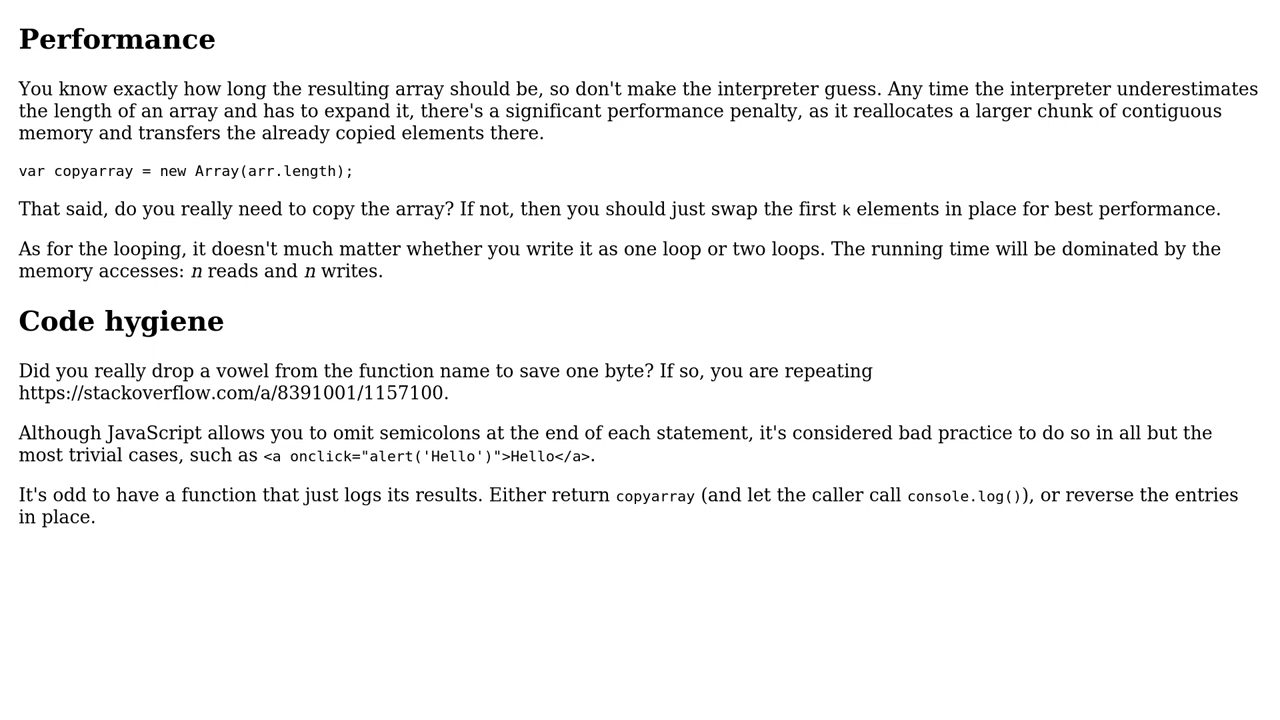 Performance
You know exactly how long the resulting array should be, so don't make the interpreter guess. Any time the interpreter underestimates
the length of an array and has to expand it, there's a significant performance penalty, as it reallocates a larger chunk of contiguous
memory and transfers the already copied elements there.
var copyarray = new Array(arr.length);
That said, do you really need to copy the array? If not, then you should just swap the first k elements in place for best performance.
As for the looping, it doesn't much matter whether you write it as one loop or two loops. The running time will be dominated by the
memory accesses: n reads and n writes.
Code hygiene
Did you really drop a vowel from the function name to save one byte? If so, you are repeating
https://stackoverflow.com/a/8391001/1157100.
Although JavaScript allows you to omit semicolons at the end of each statement, it's considered bad practice to do so in all but the
most trivial cases, such as <a onclick="alert('Hello')">Hello</a>.
It's odd to have a function that just logs its results. Either return copyarray (and let the caller call console.log()), or reverse the entries
in place.